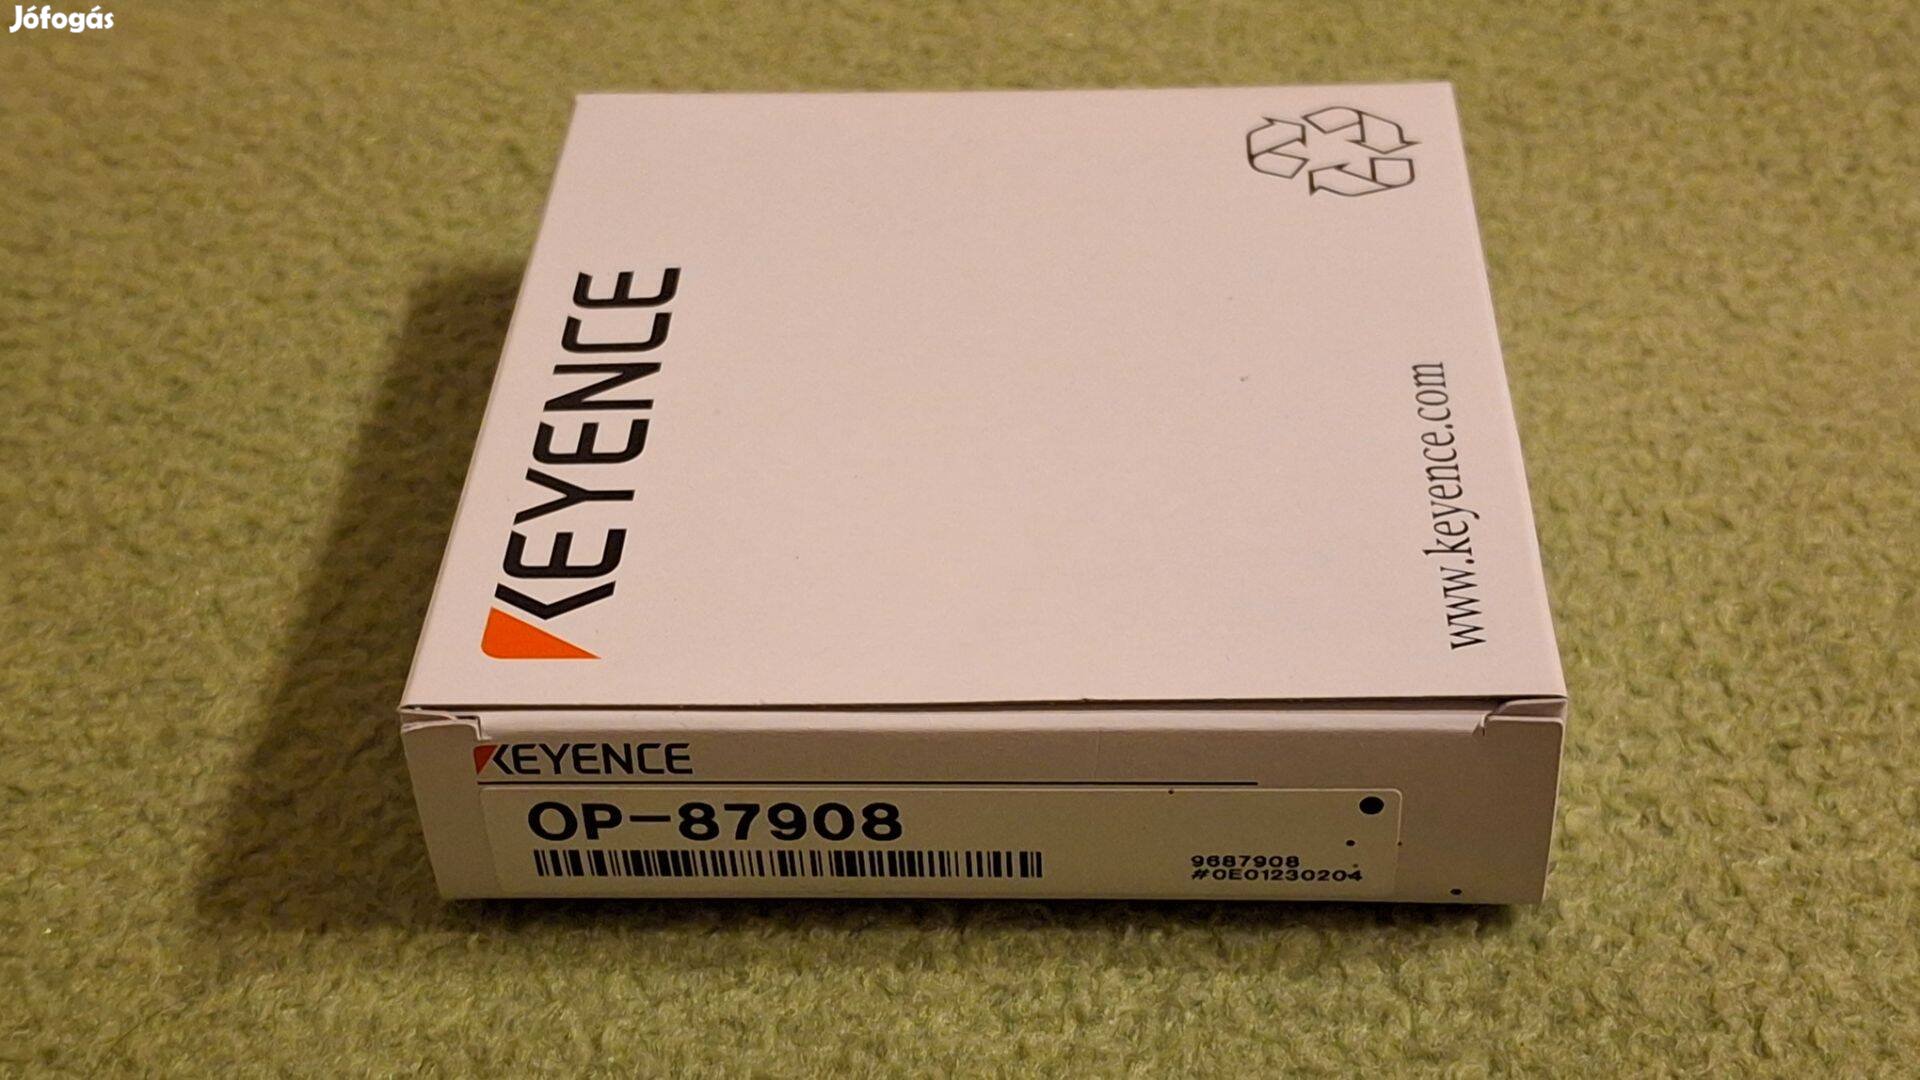 Jófogás
KEYENCE
www.keyence.com
KEYENCE
OP-87908
9687908
#0E01230204